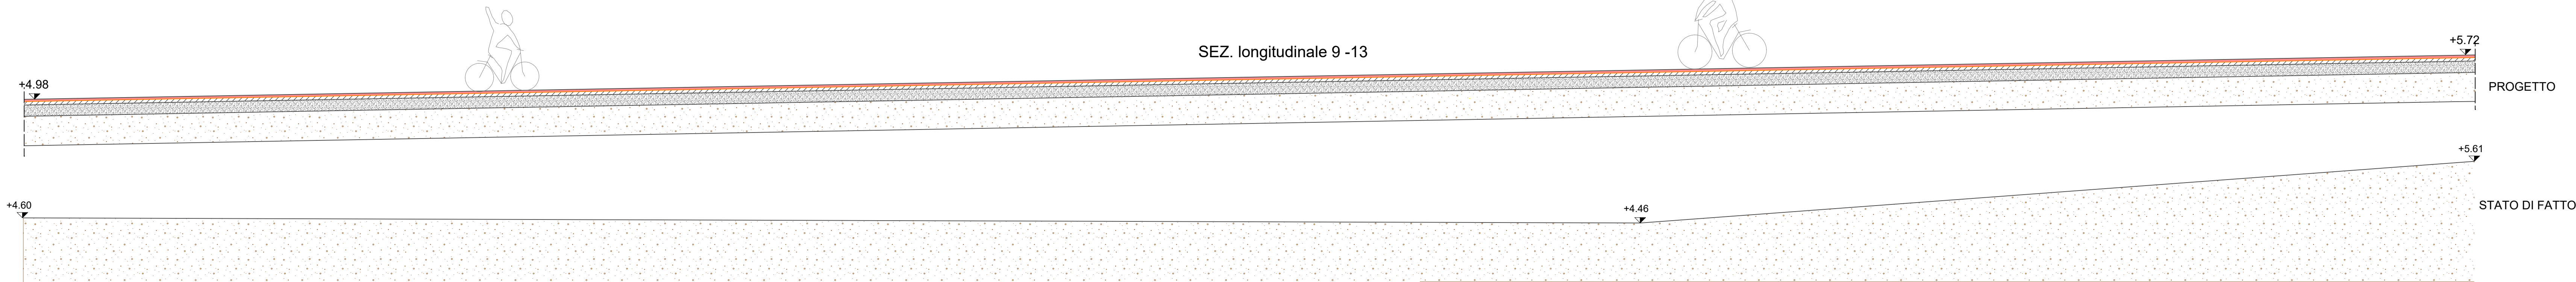 SEZ. longitudinale 9 -13
+5.72
+4.98
PROGETTO
+5.61
+4.60
+4.46
STATO DI FATTO